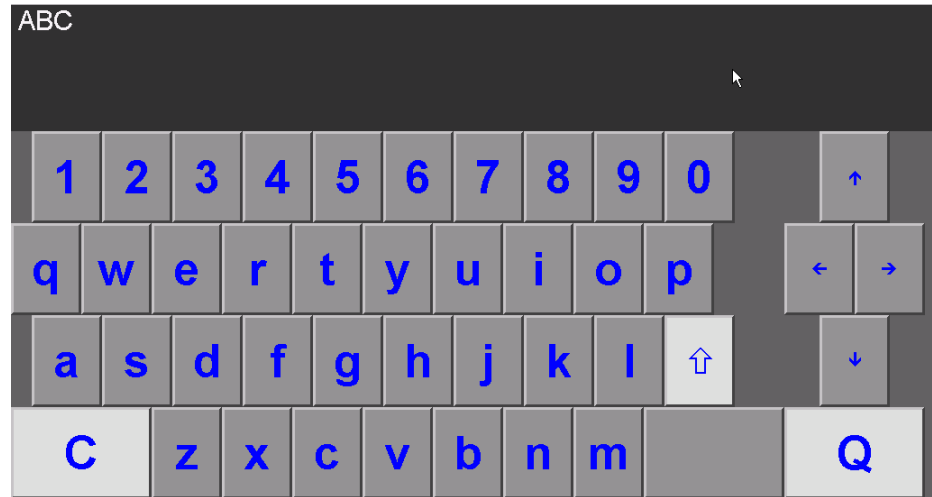 ABC
1 2 3 4 5 6 7 8 9 0 ↑
q w e r t y u i o p ← →
a s d f g h j k l ⇧ ↓
C z x c v b n m Q